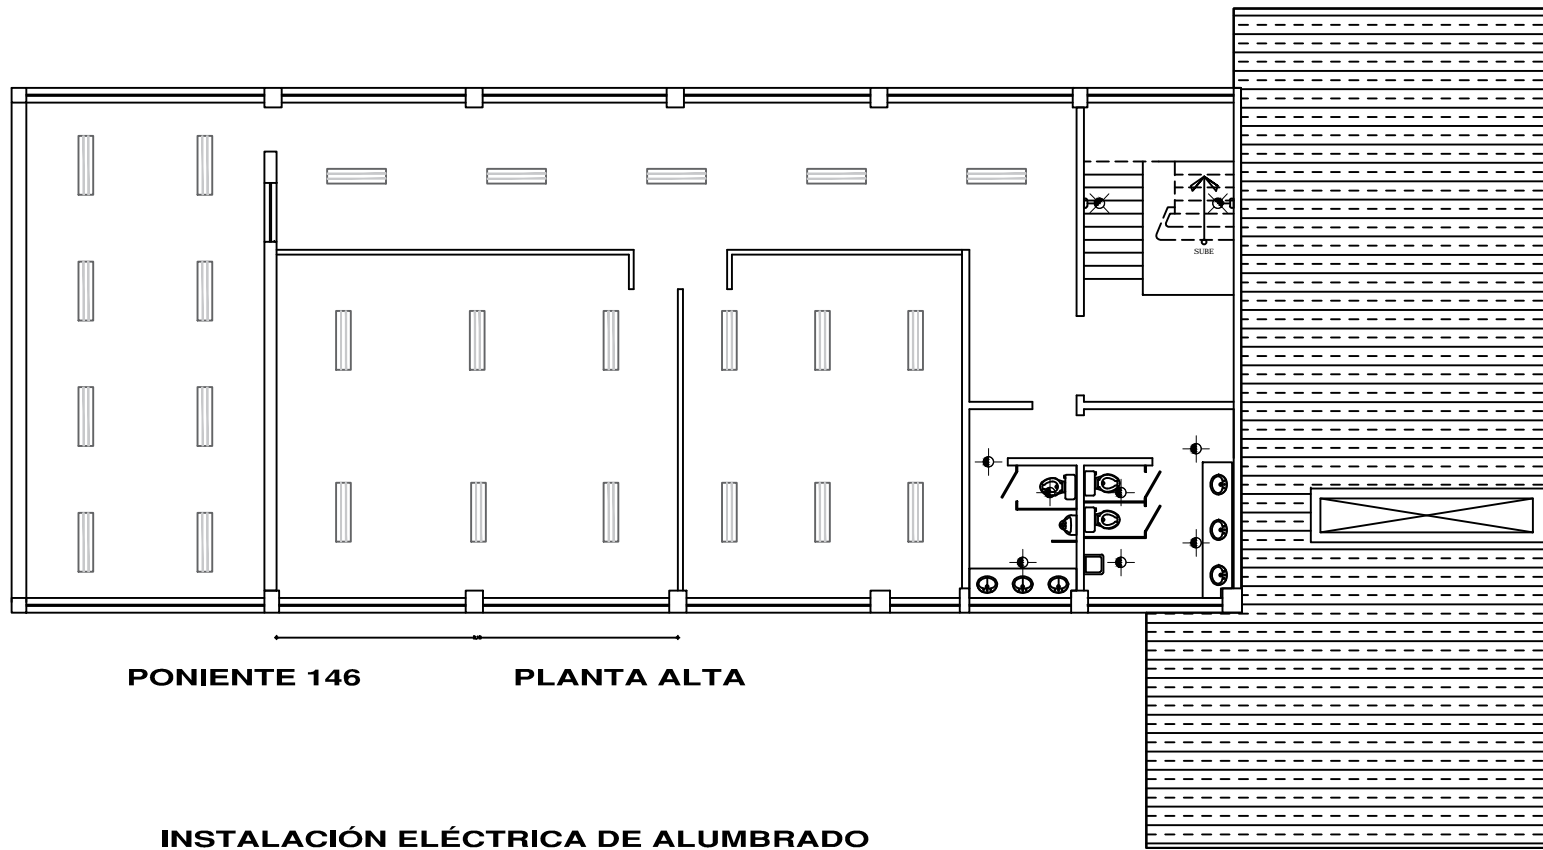 SUBE
PONIENTE 146
PLANTA ALTA
INSTALACIÓN ELÉCTRICA DE ALUMBRADO